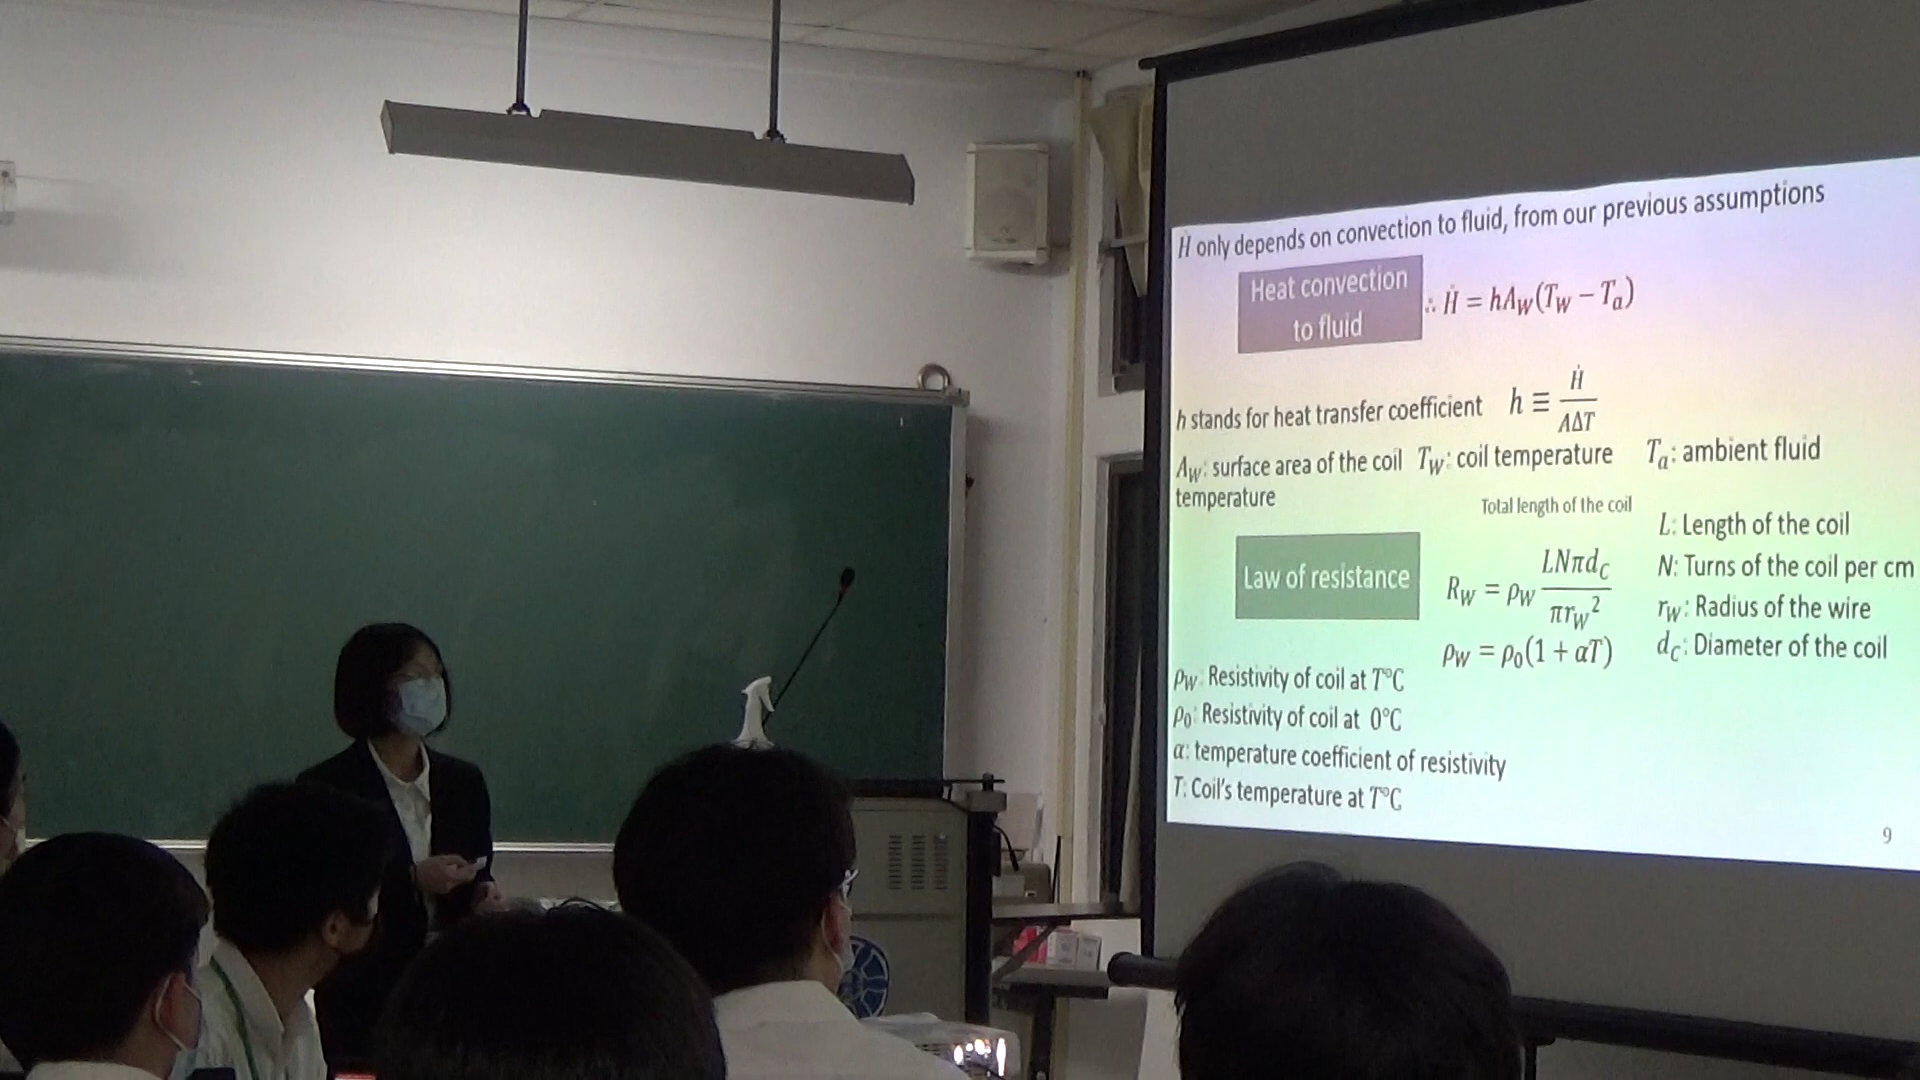 Ḣ only depends on convection to fluid, from our previous assumptions
Heat convection
to fluid
∴ Ḣ = hA_W(T_W − T_a)
h stands for heat transfer coefficient h ≡ Ḣ / AΔT
A_W: surface area of the coil T_W: coil temperature T_a: ambient fluid
temperature
Total length of the coil
Law of resistance
R_W = ρ_W LNπd_C / πr_W²
ρ_W = ρ_0(1 + αT)
L: Length of the coil
N: Turns of the coil per cm
r_W: Radius of the wire
d_C: Diameter of the coil
ρ_W: Resistivity of coil at T°C
ρ_0: Resistivity of coil at 0°C
α: temperature coefficient of resistivity
T: Coil's temperature at T°C
9